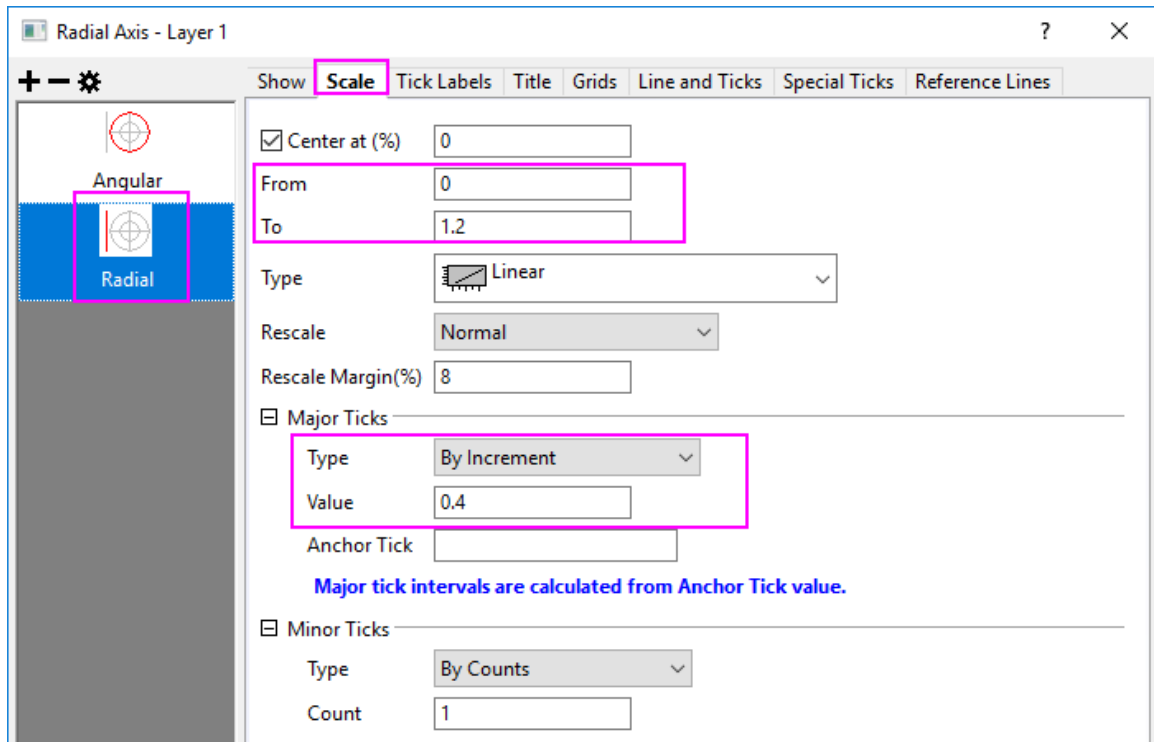 Radial Axis - Layer 1 ?
Show Scale Tick Labels Title Grids Line and Ticks Special Ticks Reference Lines
Angular
Radial
Center at (%) 0
From 0
To 1.2
Type Linear
Rescale Normal
Rescale Margin(%) 8
Major Ticks
Type By Increment
Value 0.4
Anchor Tick
Major tick intervals are calculated from Anchor Tick value.
Minor Ticks
Type By Counts
Count 1